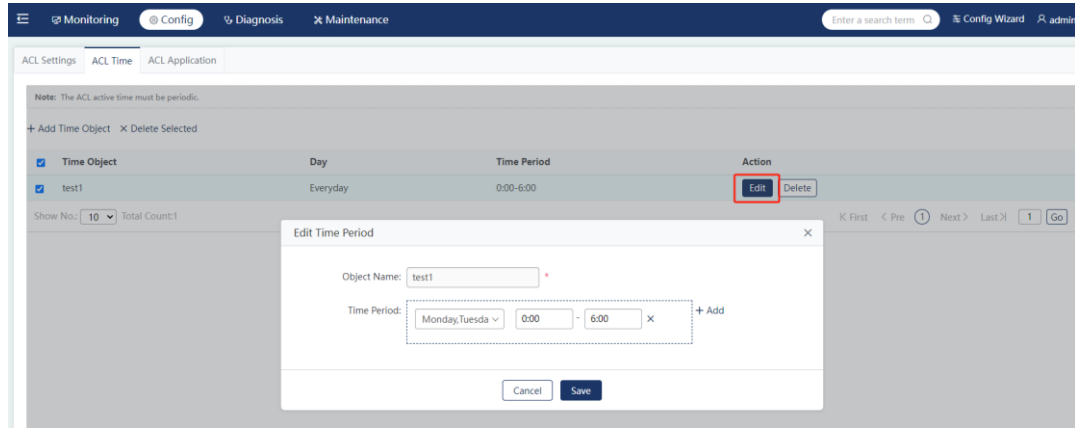 Monitoring Config Diagnosis Maintenance Enter a search term Config Wizard admin
ACL Settings ACL Time ACL Application
Note: The ACL active time must be periodic.
+ Add Time Object × Delete Selected
Time Object Day Time Period Action
test1 Everyday 0:00-6:00 Edit Delete
Show No.: 10 Total Count:1 First < Pre 1 Next > Last 1 Go
Edit Time Period ×
Object Name: test1 *
Time Period: Monday,Tuesda 0:00 - 6:00 × + Add
Cancel Save